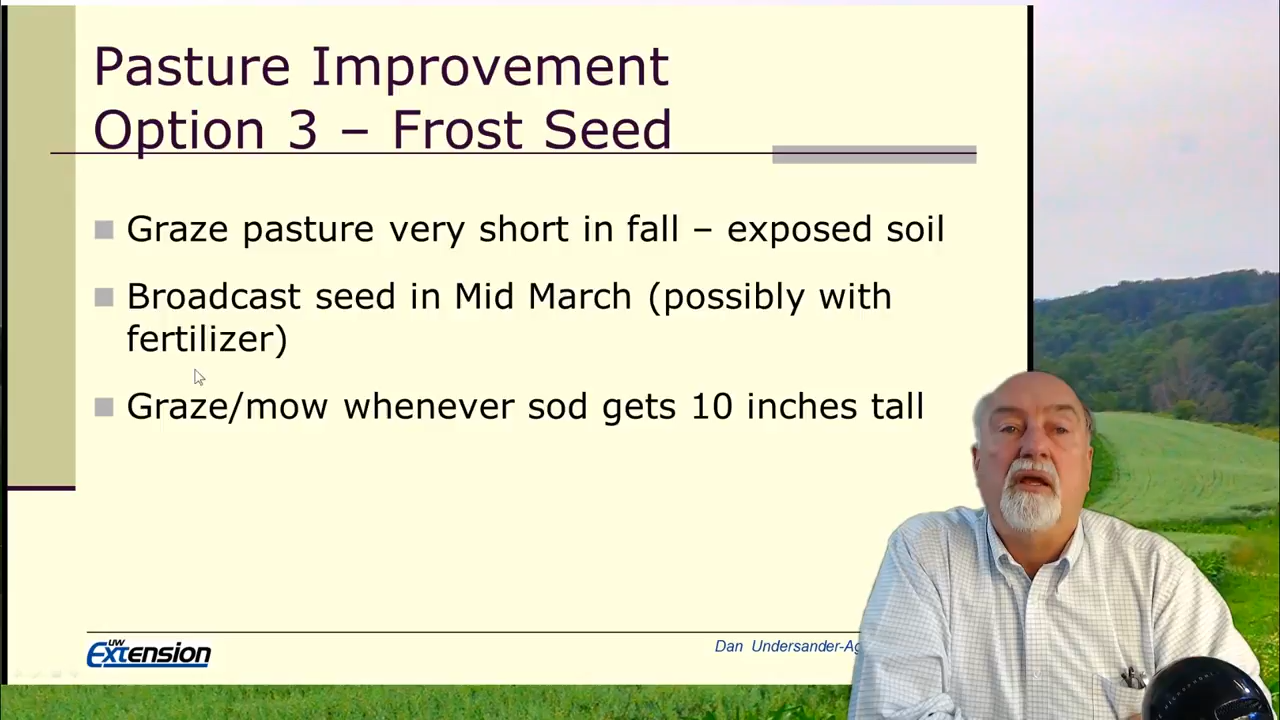 Pasture Improvement
Option 3 – Frost Seed
Graze pasture very short in fall – exposed soil
Broadcast seed in Mid March (possibly with
fertilizer)
Graze/mow whenever sod gets 10 inches tall
UW
Extension
Dan Undersander-Ag